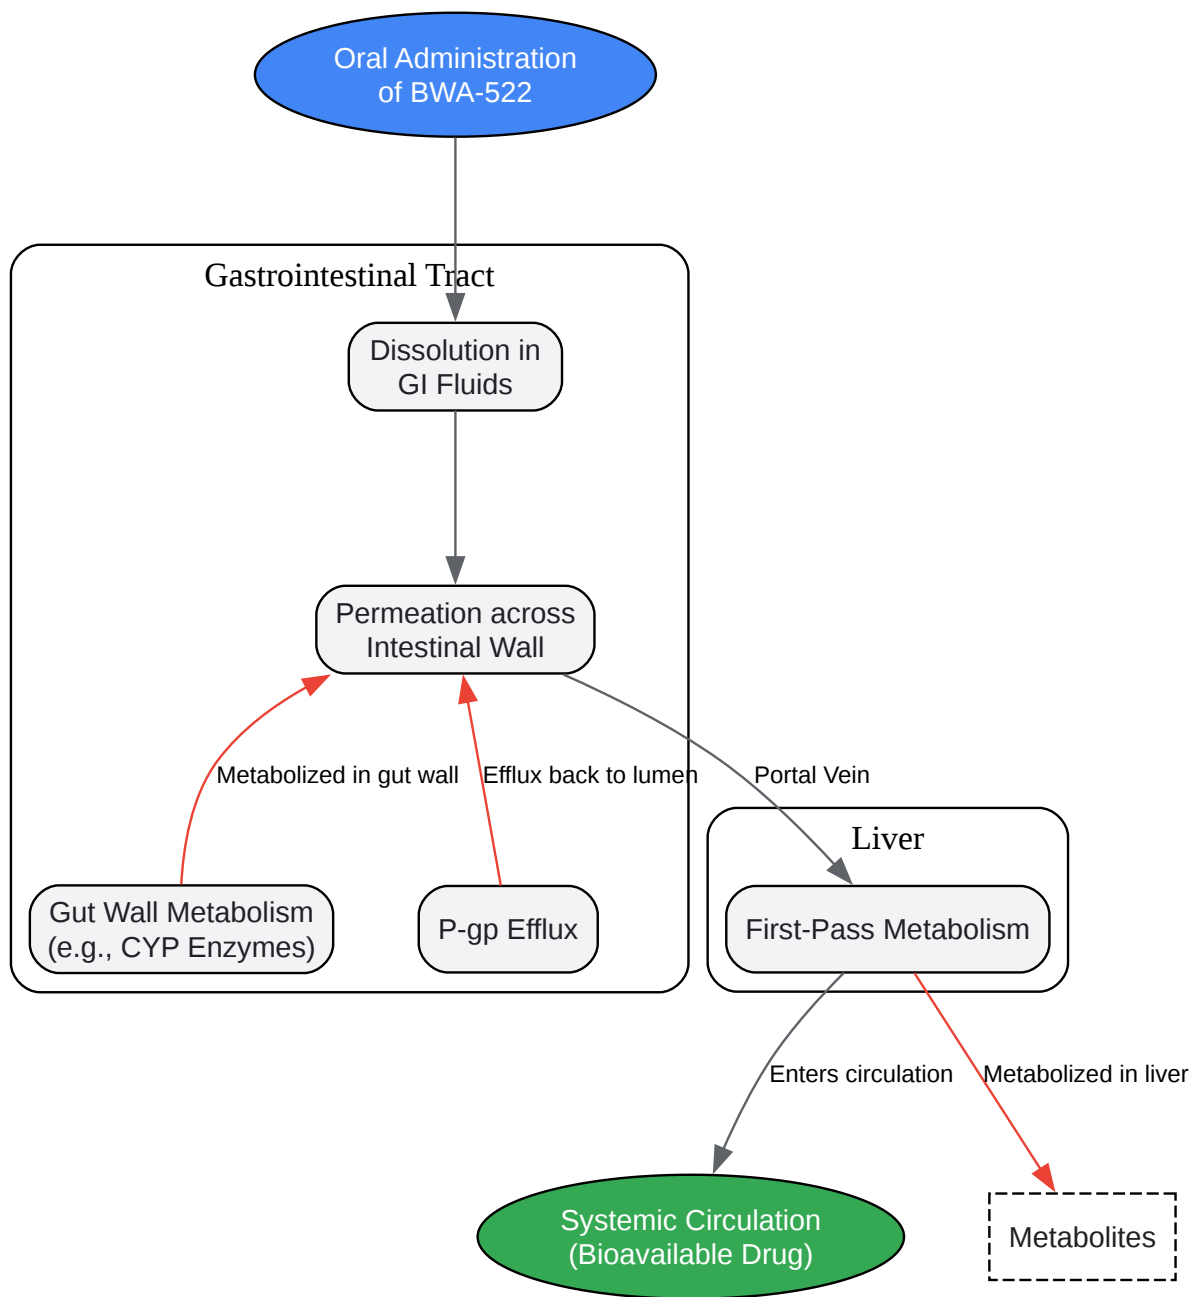 Oral Administration
of BWA-522
Gastrointestinal Tract
Dissolution in
GI Fluids
Permeation across
Intestinal Wall
Metabolized in gut wall
Efflux back to lumen
Portal Vein
Liver
Gut Wall Metabolism
(e.g., CYP Enzymes)
P-gp Efflux
First-Pass Metabolism
Enters circulation
Metabolized in liver
Systemic Circulation
(Bioavailable Drug)
Metabolites